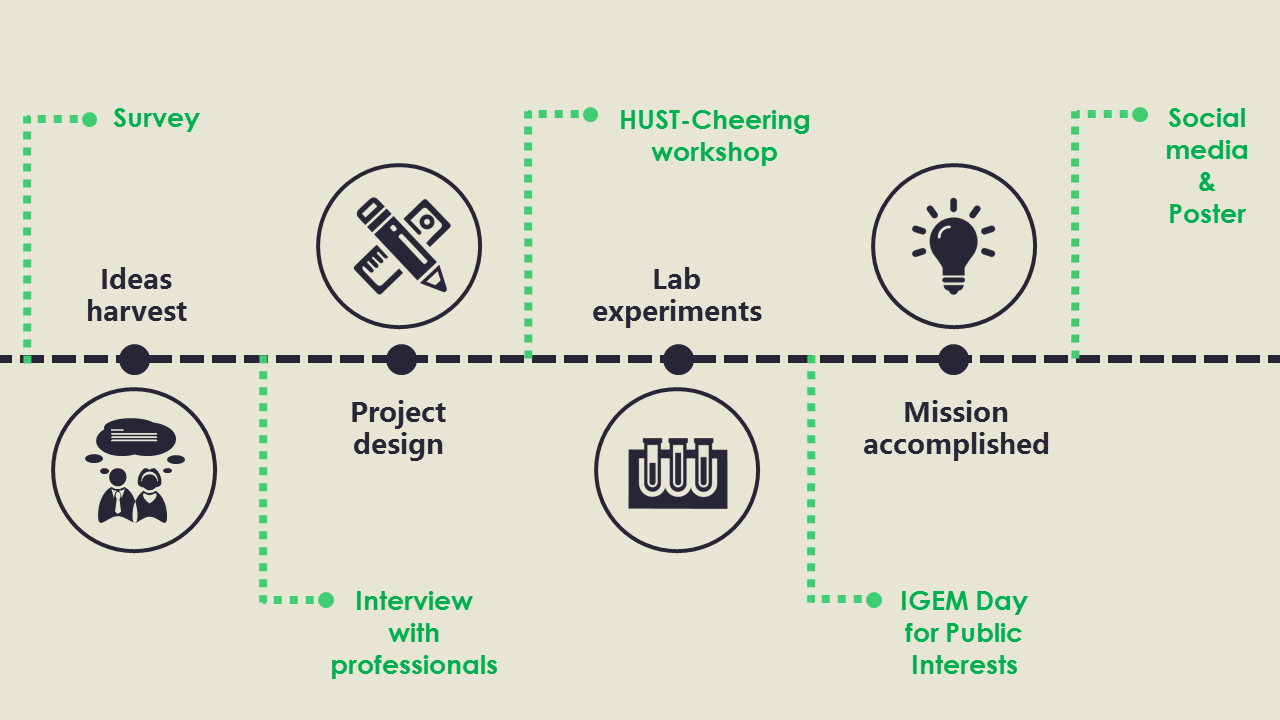 Survey
HUST-Cheering
workshop
Social
media
&
Poster
Ideas
harvest
Lab
experiments
Project
design
Mission
accomplished
Interview
with
professionals
IGEM Day
for Public
Interests